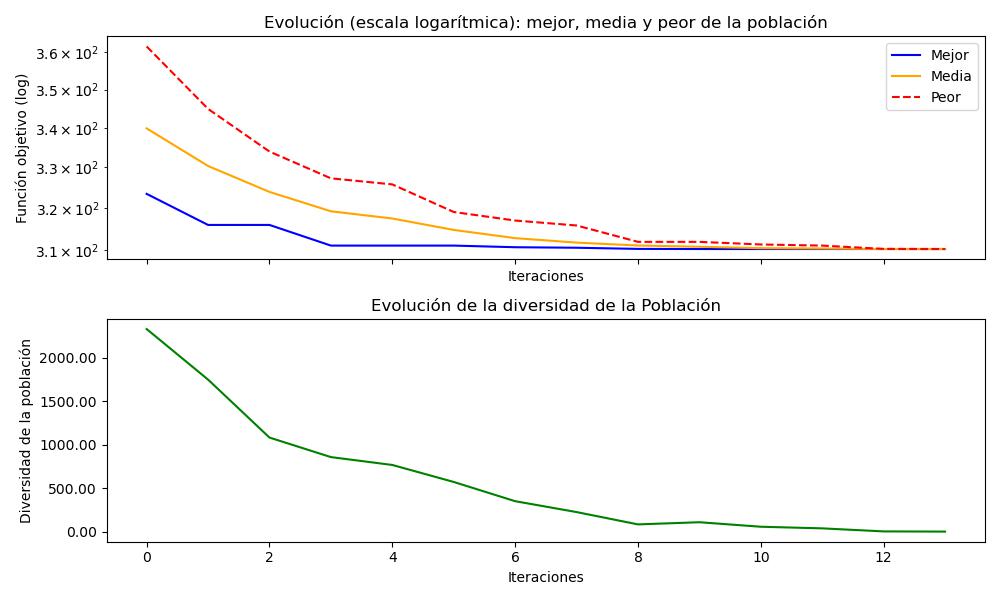 Evolución (escala logarítmica): mejor, media y peor de la población
Función objetivo (log)
3.6 × 10²
3.5 × 10²
3.4 × 10²
3.3 × 10²
3.2 × 10²
3.1 × 10²
Mejor
Media
Peor
Iteraciones
Evolución de la diversidad de la Población
Diversidad de la población
2000.00
1500.00
1000.00
500.00
0.00
0 2 4 6 8 10 12
Iteraciones